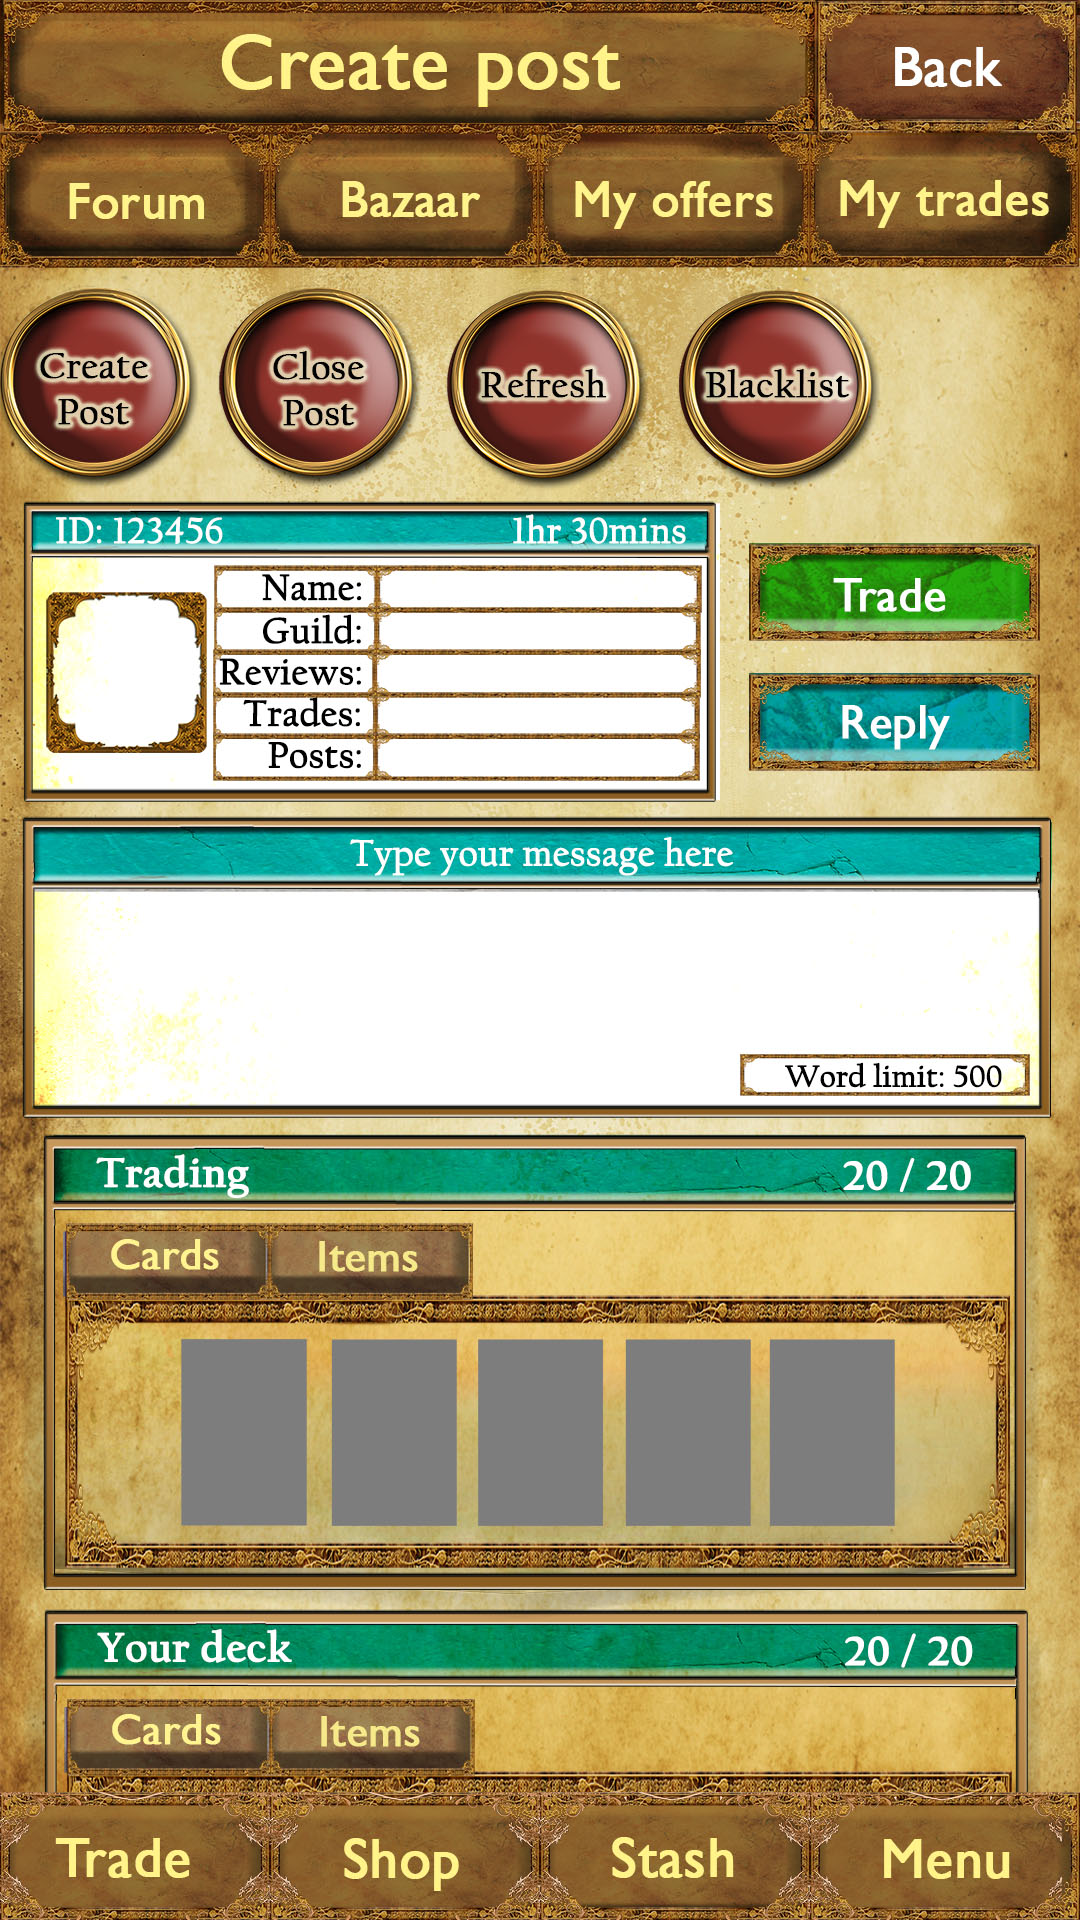 Create post
Back
Forum
Bazaar
My offers
My trades
Create
Post
Close
Post
Refresh
Blacklist
ID: 123456
1hr 30mins
Name:
Guild:
Reviews:
Trades:
Posts:
Trade
Reply
Type your message here
Word limit: 500
Trading
20 / 20
Cards
Items
Your deck
20 / 20
Cards
Items
Trade
Shop
Stash
Menu